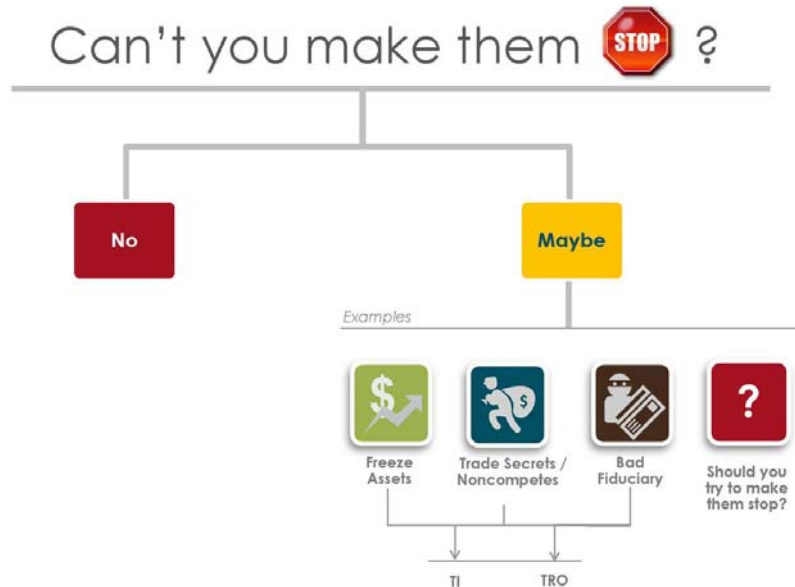 Can't you make them STOP ?
No
Maybe
Examples
$
$
?
Freeze
Assets
Trade Secrets /
Noncompetes
Bad
Fiduciary
Should you
try to make
them stop?
TI
TRO